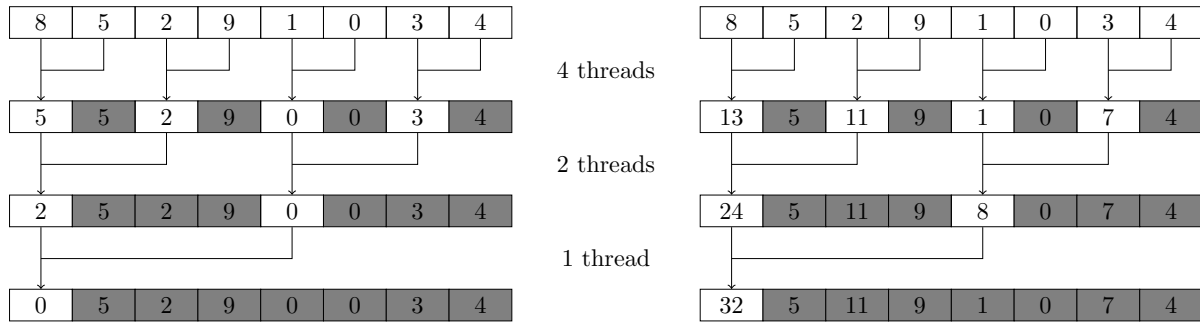 8 5 2 9 1 0 3 4 8 5 2 9 1 0 3 4
4 threads
5 5 2 9 0 0 3 4 13 5 11 9 1 0 7 4
2 threads
2 5 2 9 0 0 3 4 24 5 11 9 8 0 7 4
1 thread
0 5 2 9 0 0 3 4 32 5 11 9 1 0 7 4